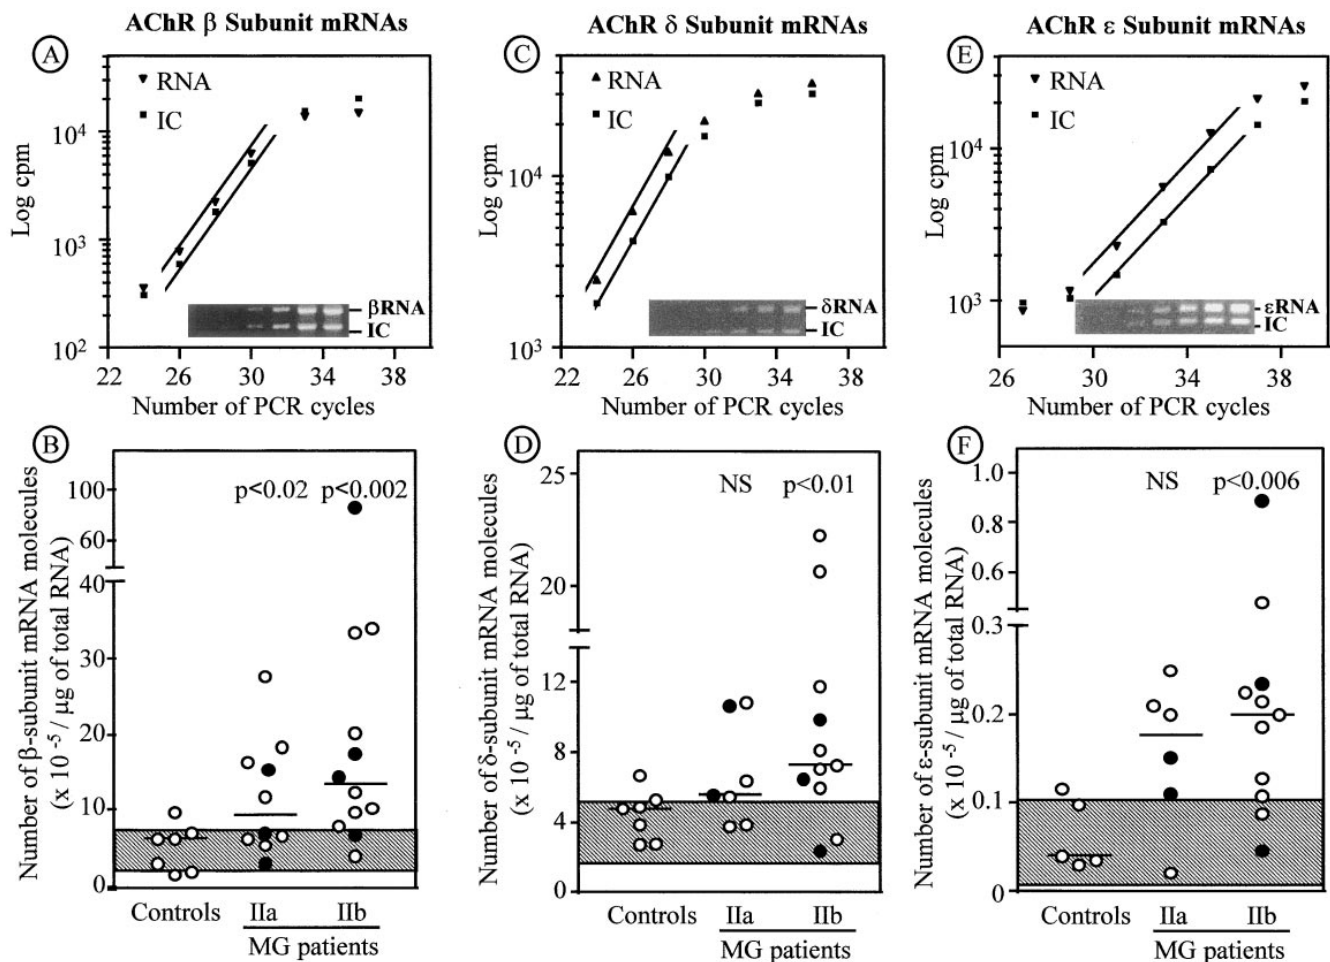 AChR β Subunit mRNAs
AChR δ Subunit mRNAs
AChR ε Subunit mRNAs
A
RNA
IC
Log cpm
10⁴
10³
10²
βRNA
IC
22 26 30 34 38
Number of PCR cycles
C
RNA
IC
Log cpm
10⁴
10³
δRNA
IC
22 26 30 34 38
Number of PCR cycles
E
RNA
IC
Log cpm
10⁴
10³
εRNA
IC
26 30 34 38
Number of PCR cycles
B
Number of β-subunit mRNA molecules
(x 10⁻⁵ / μg of total RNA)
100
60
40
30
20
10
0
p<0.02 p<0.002
Controls IIa IIb
MG patients
D
Number of δ-subunit mRNA molecules
(x 10⁻⁵ / μg of total RNA)
24
20
12
8
4
0
NS p<0.01
Controls IIa IIb
MG patients
F
Number of ε-subunit mRNA molecules
(x 10⁻⁵ / μg of total RNA)
1.0
0.8
0.6
0.3
0.2
0.1
0
NS p<0.006
Controls IIa IIb
MG patients